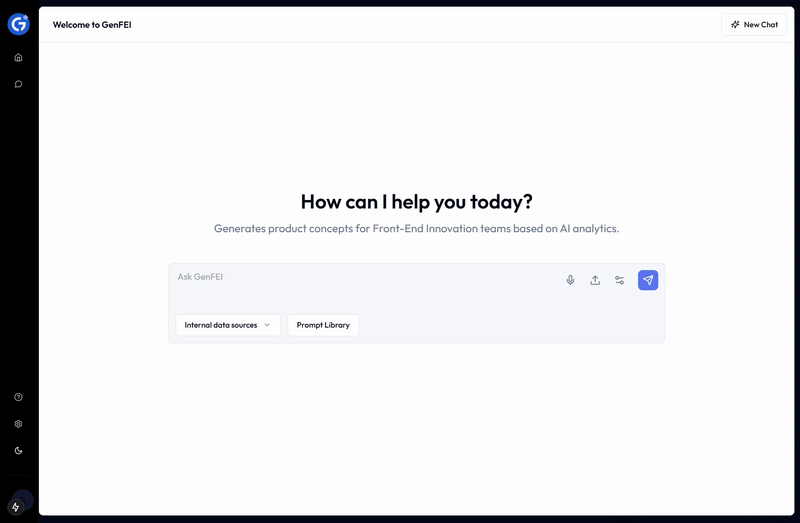 Welcome to GenFEI
New Chat
How can I help you today?
Generates product concepts for Front-End Innovation teams based on AI analytics.
Ask GenFEI
Internal data sources
Prompt Library